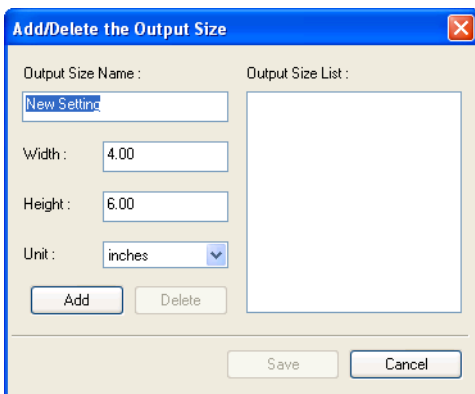 Add/Delete the Output Size
Output Size Name :
New Setting
Width :
4.00
Height :
6.00
Unit :
inches
Add
Delete
Output Size List :
Save
Cancel